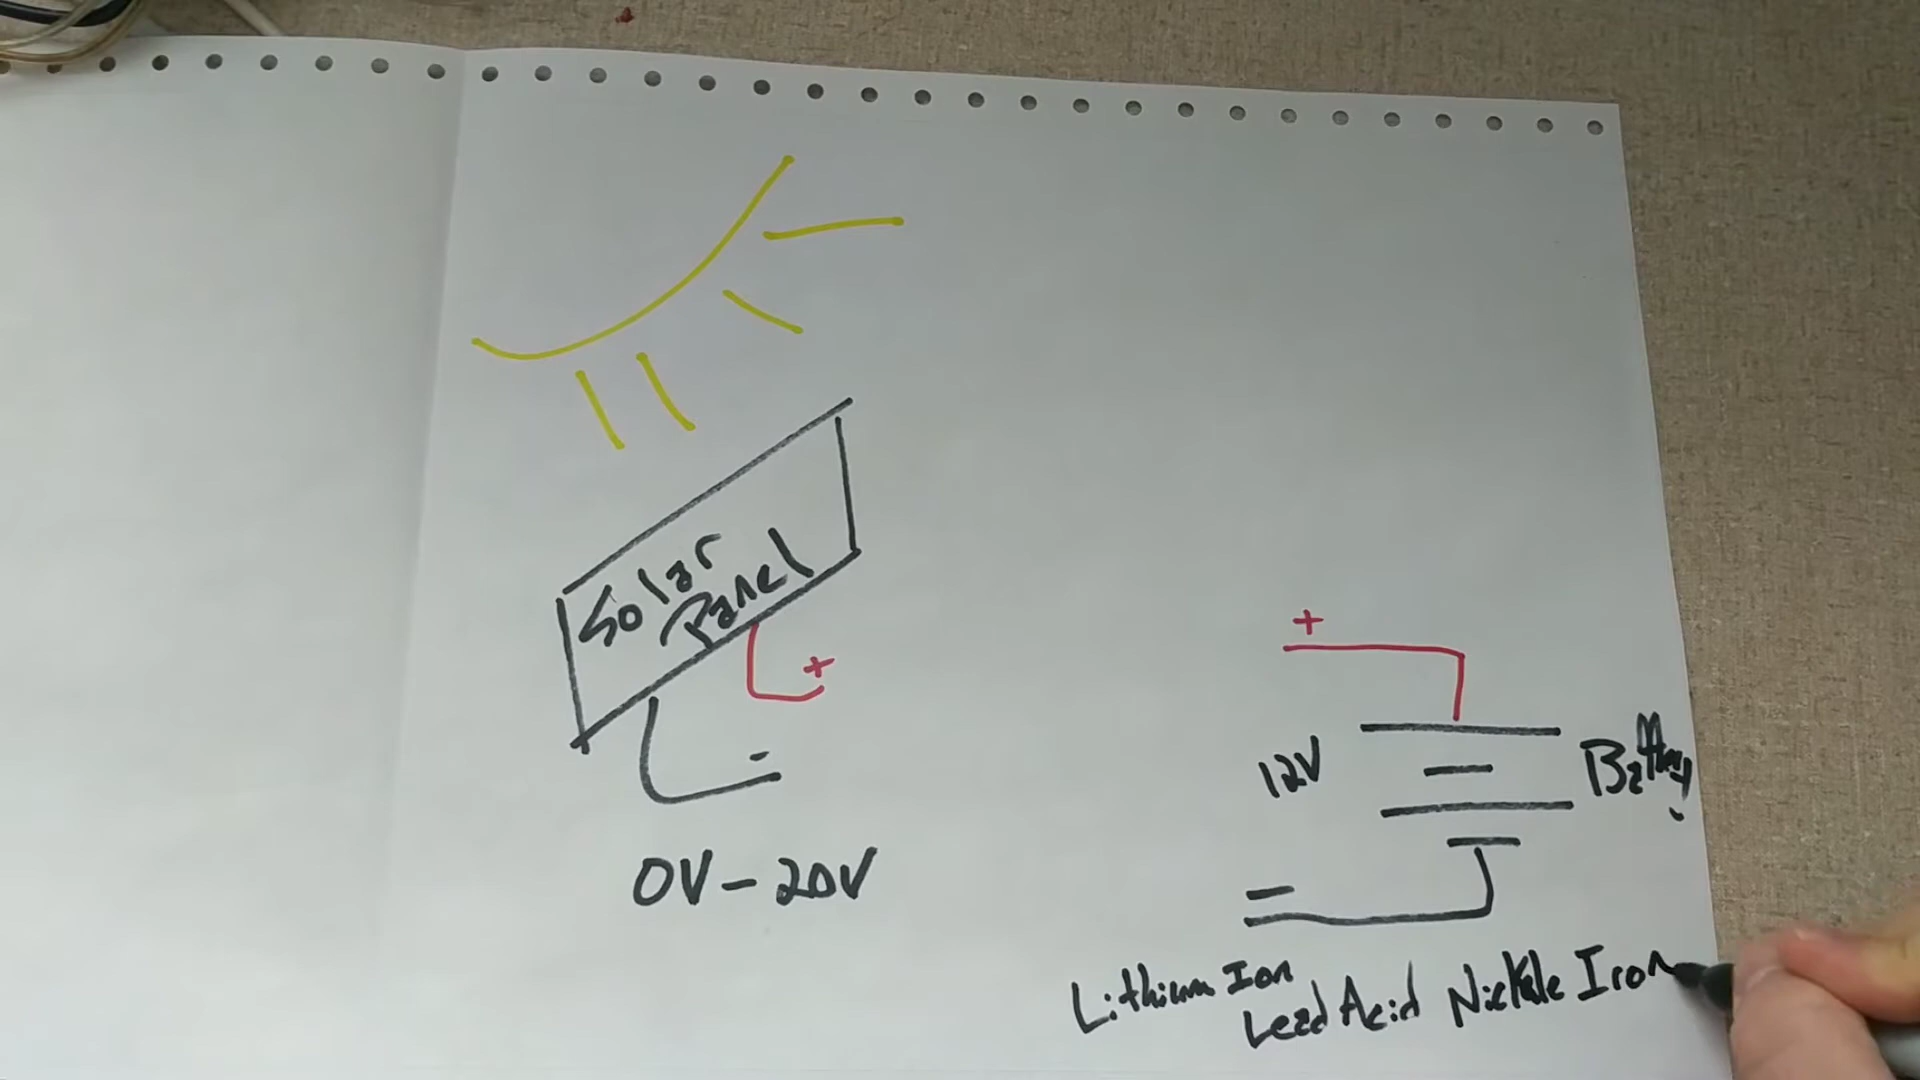 Solar
Panel
+
-
0V - 20V
+
12V
Battery
-
Lithium Ion
Lead Acid
Nickle Iron